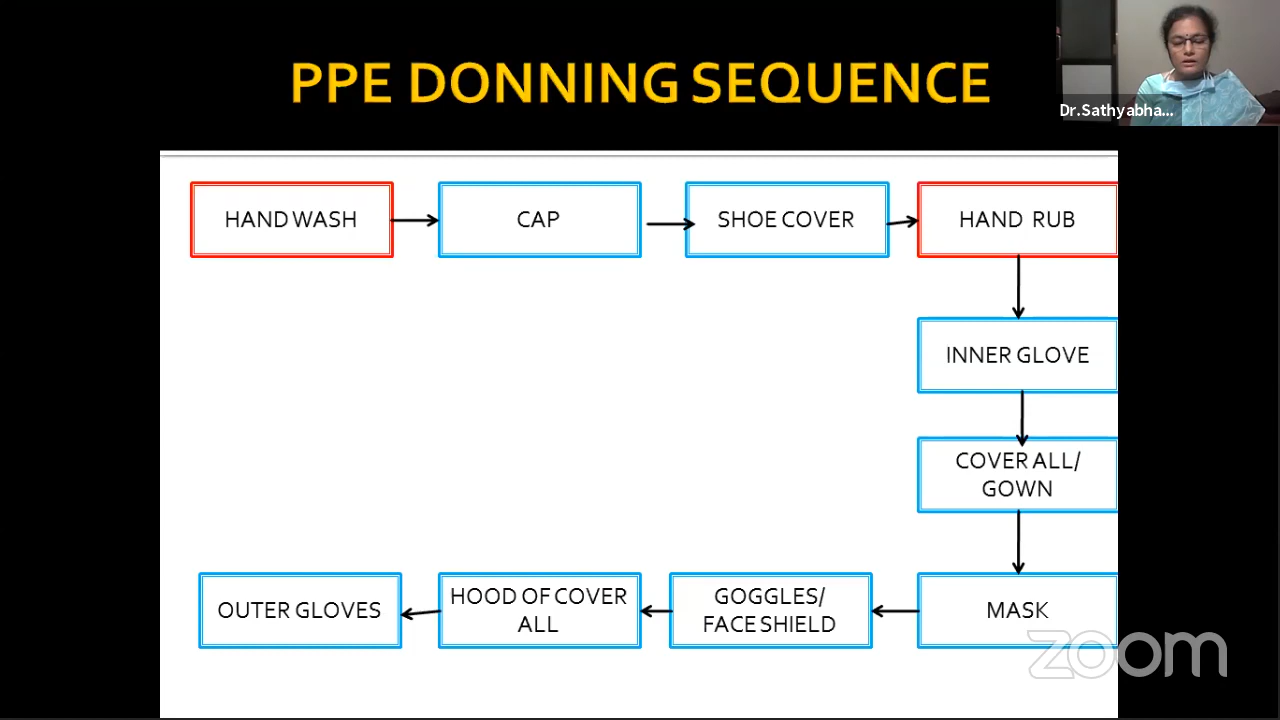 PPE DONNING SEQUENCE
Dr.Sathyabha...
HAND WASH
CAP
SHOE COVER
HAND RUB
INNER GLOVE
COVER ALL/
GOWN
MASK
GOGGLES/
FACE SHIELD
HOOD OF COVER
ALL
OUTER GLOVES
zoom